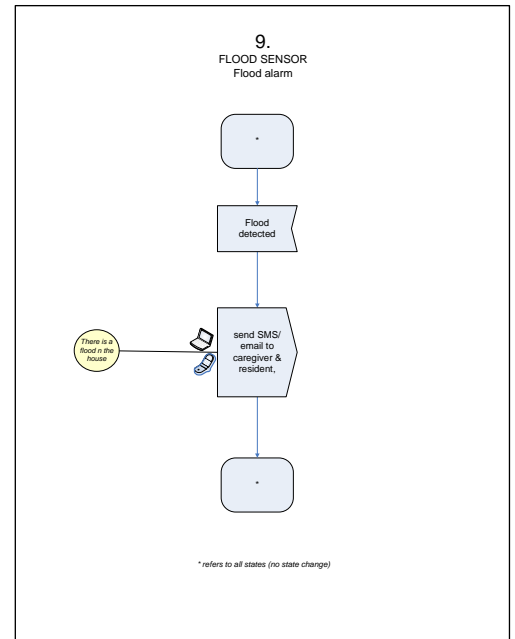 9.
FLOOD SENSOR
Flood alarm
*
Flood
detected
There is a
flood n the
house
send SMS/
email to
caregiver &
resident,
*
* refers to all states (no state change)